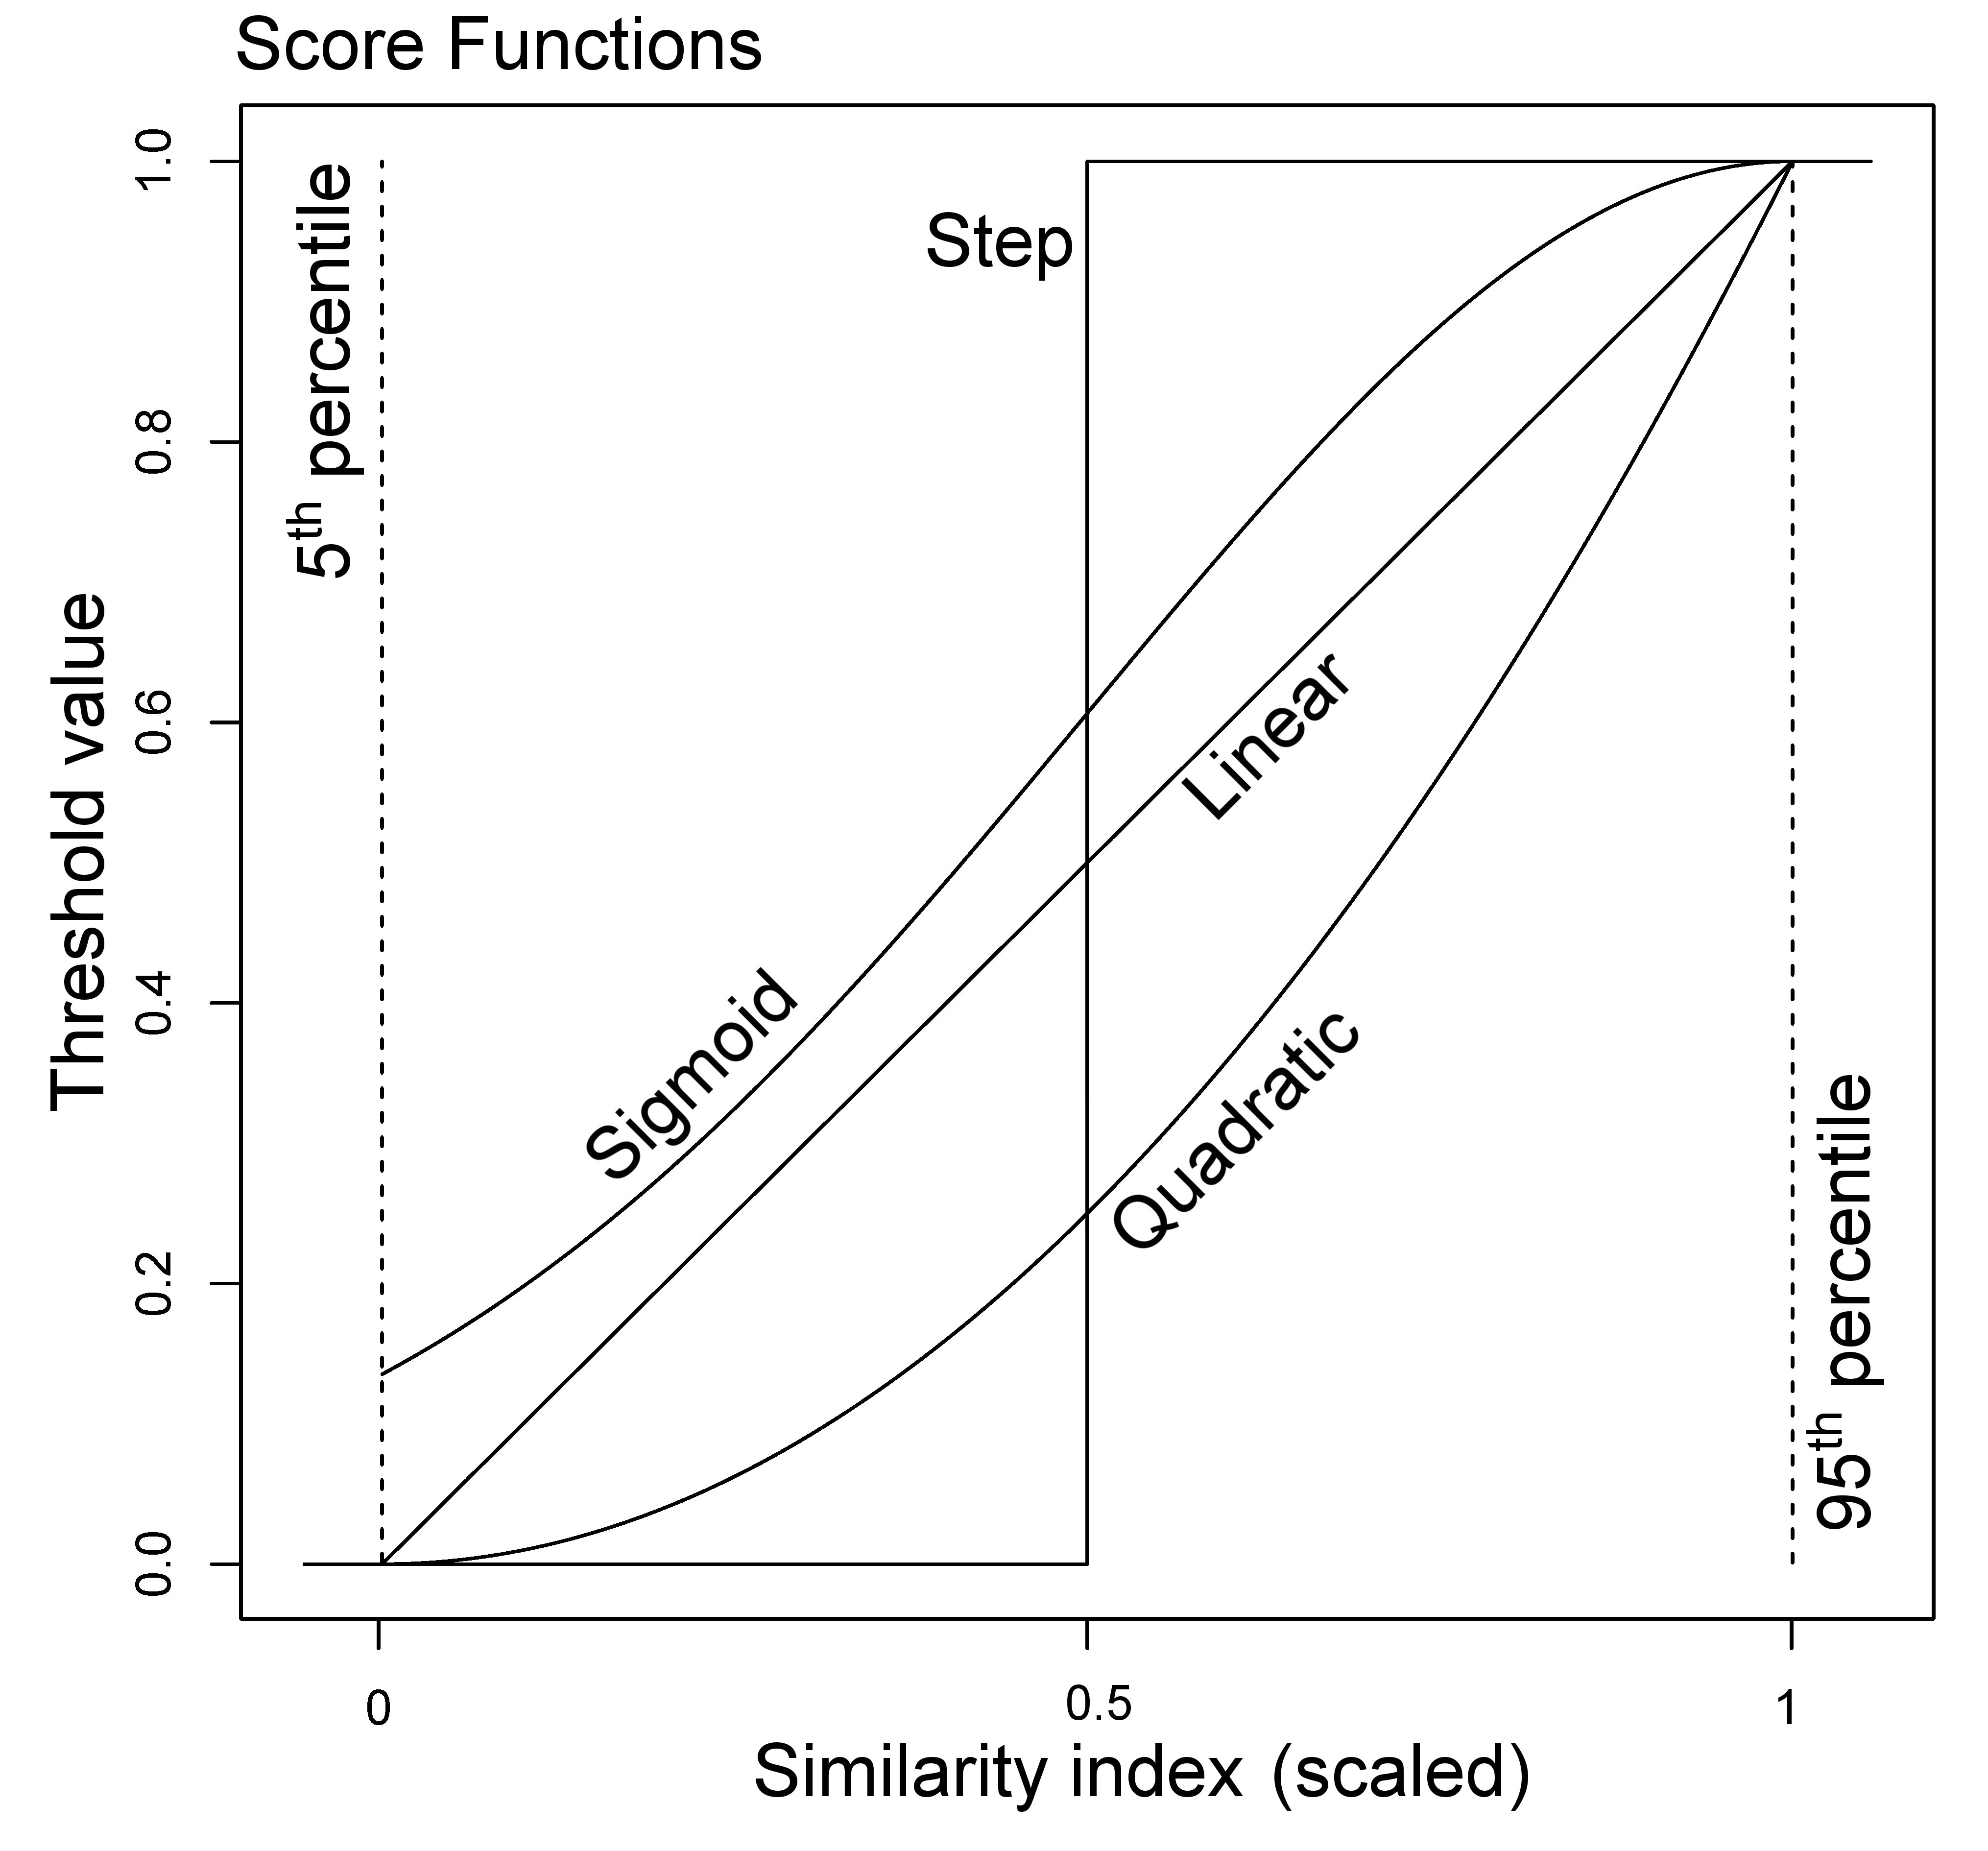 Score Functions
Threshold value
1.0
0.8
0.6
0.4
0.2
0.0
5th percentile
Step
Linear
Sigmoid
Quadratic
95th percentile
0
0.5
1
Similarity index (scaled)